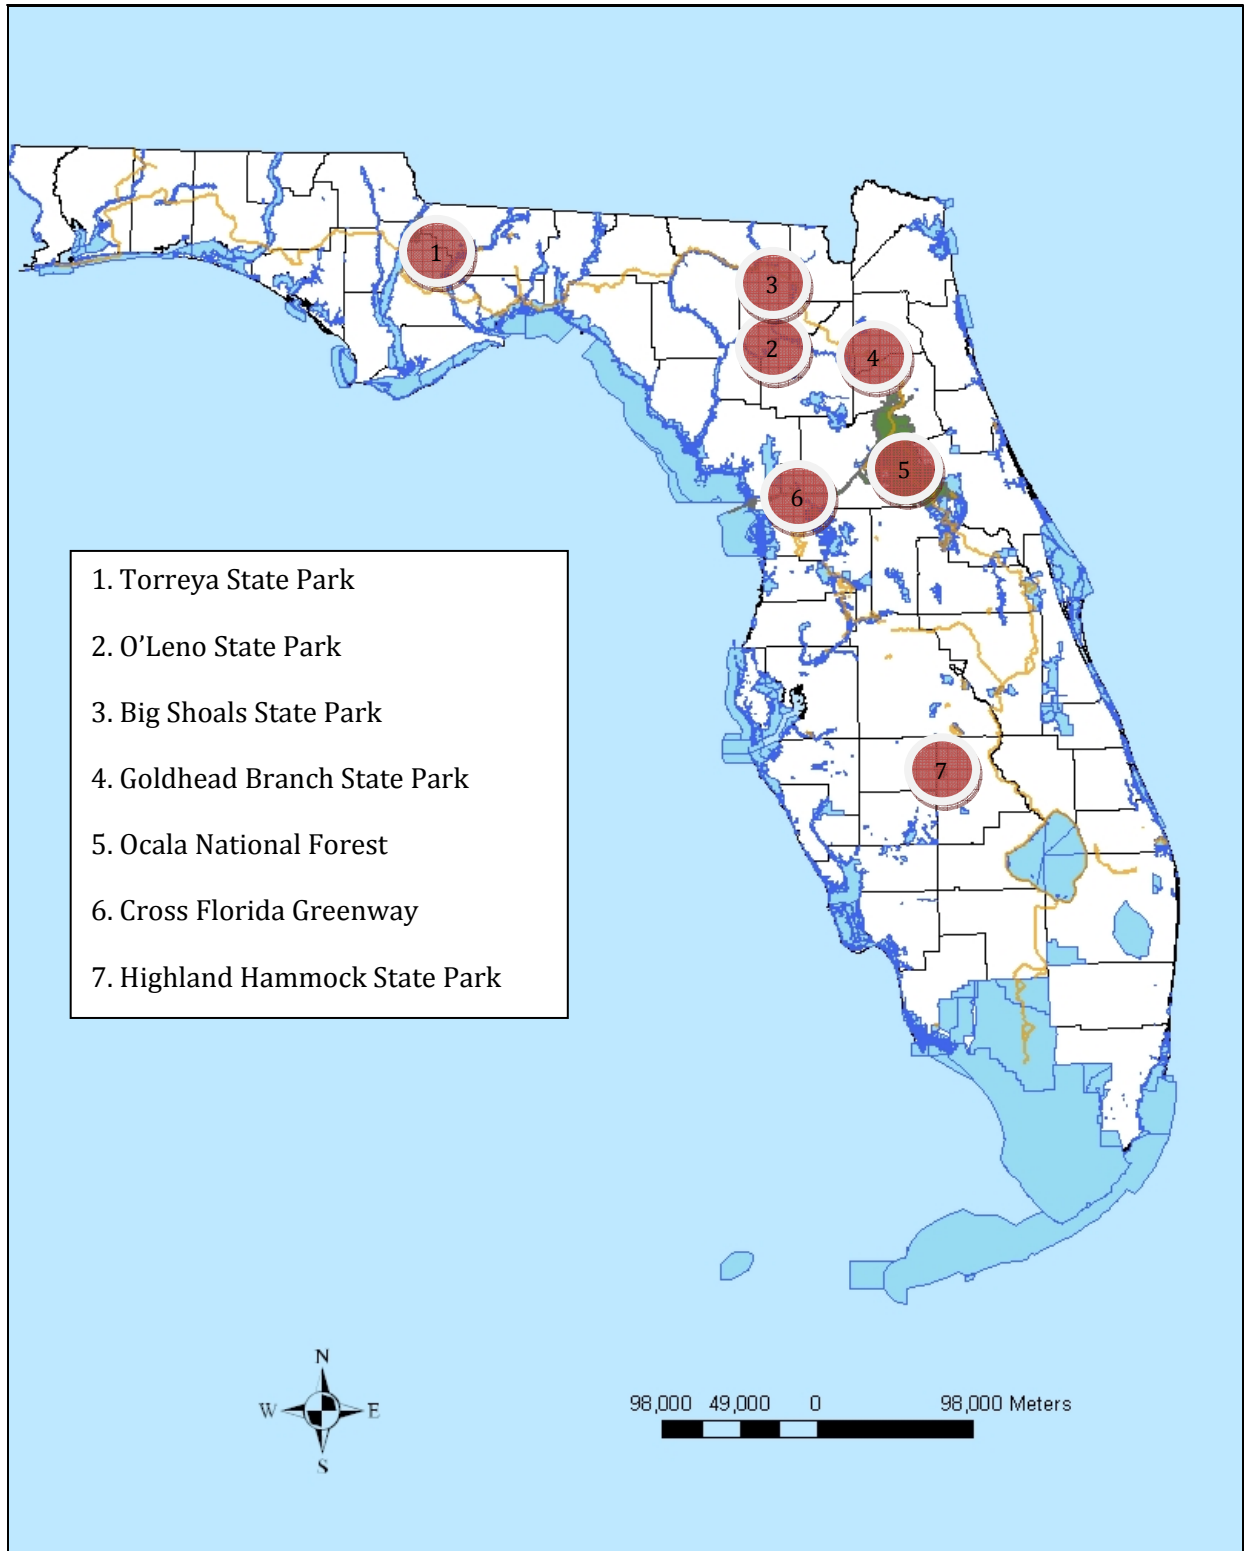 1
3
2
4
5
6
1. Torreya State Park
2. O’Leno State Park
3. Big Shoals State Park
4. Goldhead Branch State Park
5. Ocala National Forest
6. Cross Florida Greenway
7. Highland Hammock State Park
7
N
W E
S
98,000 49,000 0 98,000 Meters